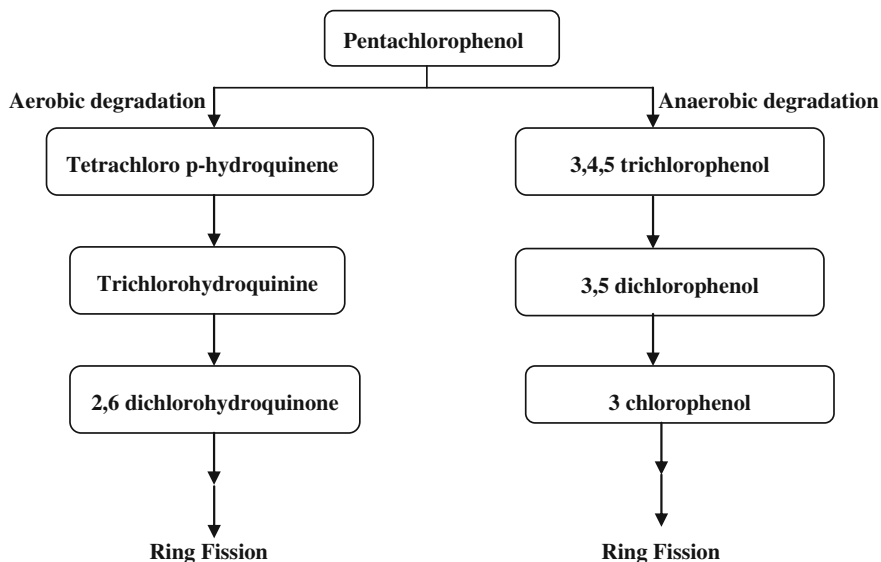 Pentachlorophenol
Aerobic degradation
Anaerobic degradation
Tetrachloro p-hydroquinene
3,4,5 trichlorophenol
Trichlorohydroquinine
3,5 dichlorophenol
2,6 dichlorohydroquinone
3 chlorophenol
Ring Fission
Ring Fission